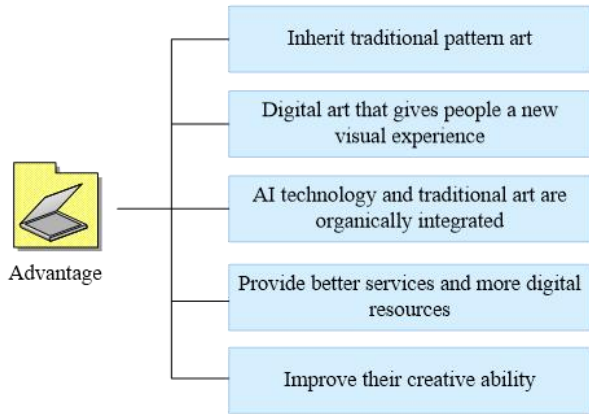 Inherit traditional pattern art
Digital art that gives people a new
visual experience
AI technology and traditional art are
organically integrated
Advantage
Provide better services and more digital
resources
Improve their creative ability